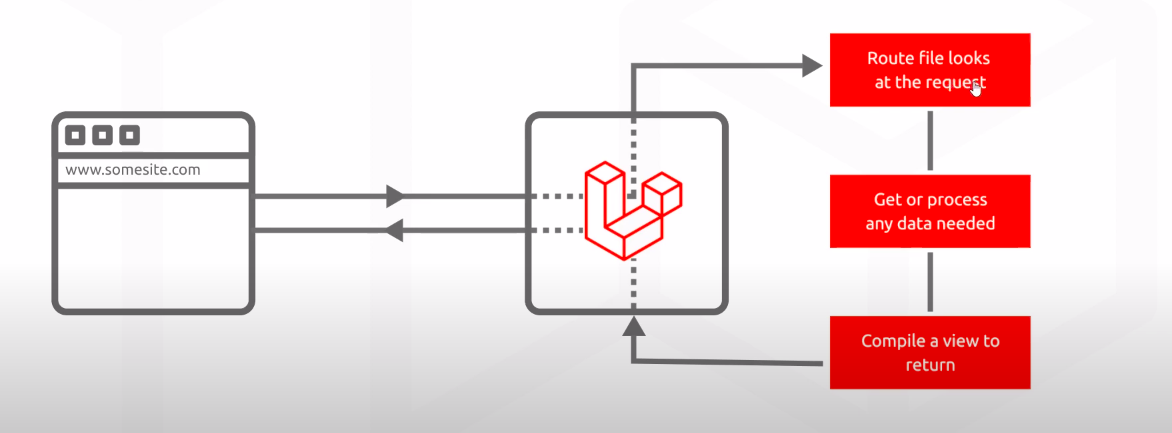 www.somesite.com
Route file looks
at the request
Get or process
any data needed
Compile a view to
return